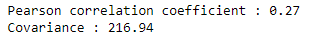 Pearson correlation coefficient : 0.27
Covariance : 216.94